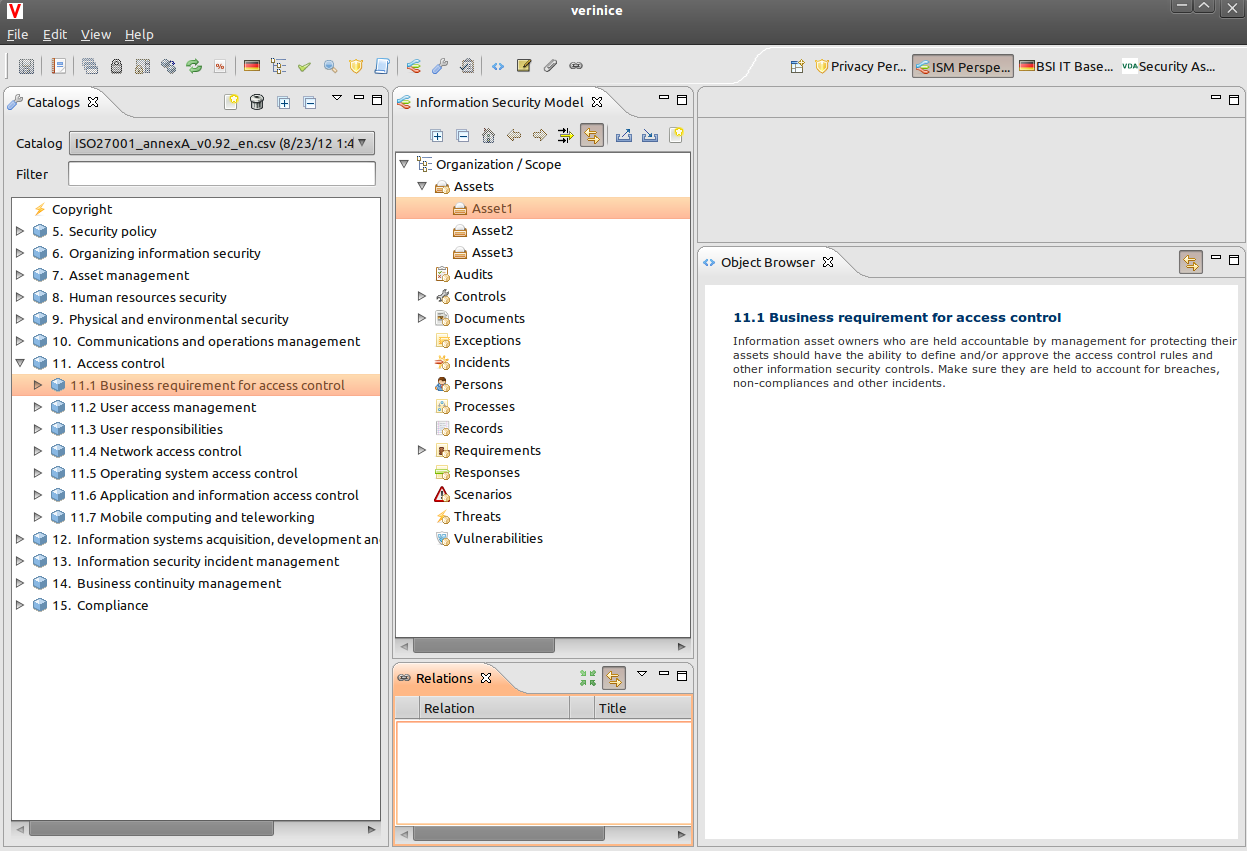 verinice
File Edit View Help
Privacy Per... ISM Perspe... BSI IT Base... VDA Security As...
Catalogs
Catalog ISO27001_annexA_v0.92_en.csv (8/23/12 1:4
Filter
Copyright
5. Security policy
6. Organizing information security
7. Asset management
8. Human resources security
9. Physical and environmental security
10. Communications and operations management
11. Access control
11.1 Business requirement for access control
11.2 User access management
11.3 User responsibilities
11.4 Network access control
11.5 Operating system access control
11.6 Application and information access control
11.7 Mobile computing and teleworking
12. Information systems acquisition, development an
13. Information security incident management
14. Business continuity management
15. Compliance
Information Security Model
Organization / Scope
Assets
Asset1
Asset2
Asset3
Audits
Controls
Documents
Exceptions
Incidents
Persons
Processes
Records
Requirements
Responses
Scenarios
Threats
Vulnerabilities
Relations
Relation Title
Object Browser
11.1 Business requirement for access control
Information asset owners who are held accountable by management for protecting their
assets should have the ability to define and/or approve the access control rules and
other information security controls. Make sure they are held to account for breaches,
non-compliances and other incidents.